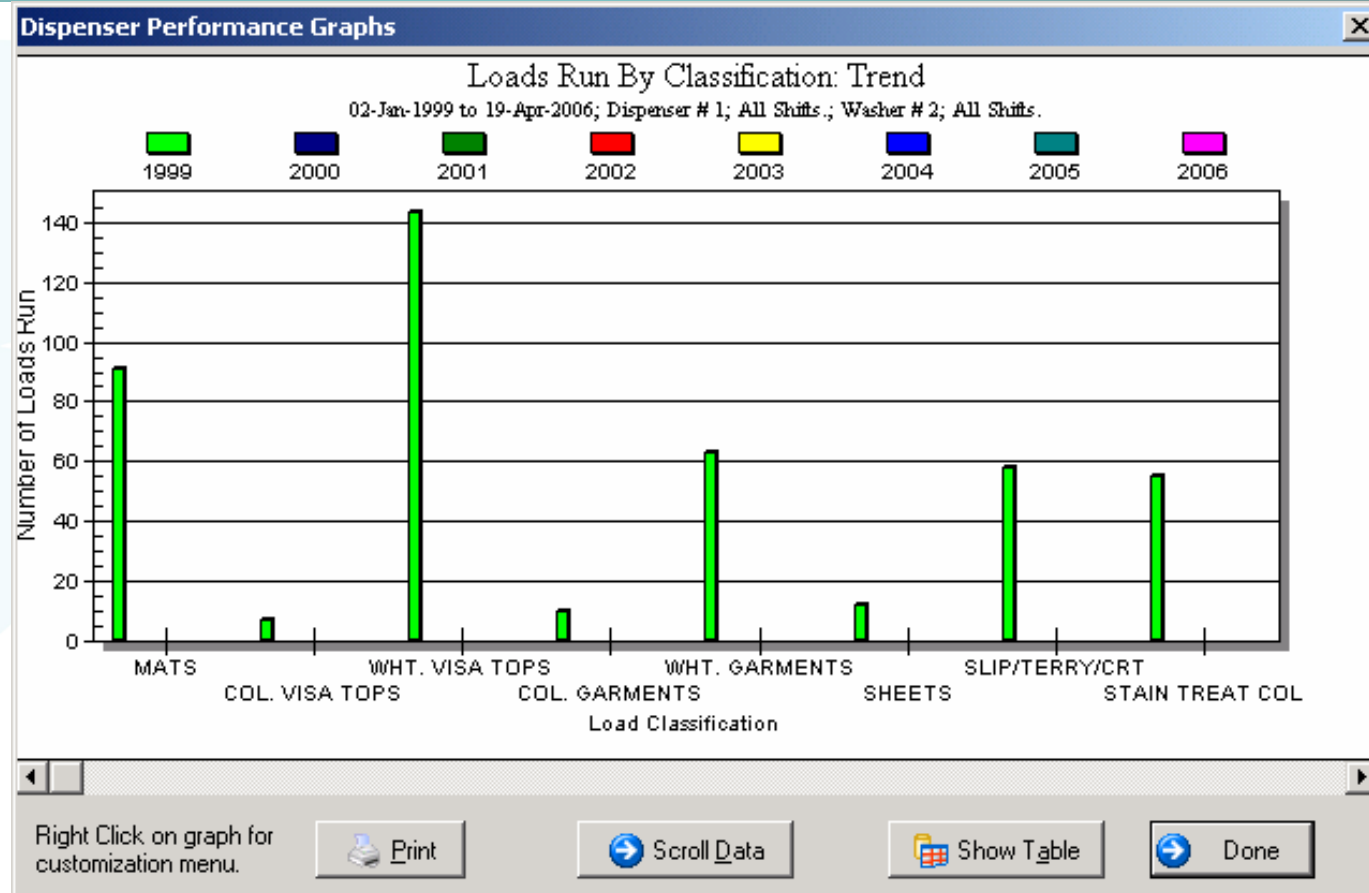 Dispenser Performance Graphs
Loads Run By Classification: Trend
02-Jan-1999 to 19-Apr-2006; Dispenser # 1; All Shifts.; Washer # 2; All Shifts.
1999 2000 2001 2002 2003 2004 2005 2006
Number of Loads Run
140
120
100
80
60
40
20
0
MATS WHT. VISA TOPS WHT. GARMENTS SLIP/TERRY/CRT
COL. VISA TOPS COL. GARMENTS SHEETS STAIN TREAT COL
Load Classification
Right Click on graph for
customization menu.
Print Scroll Data Show Table Done